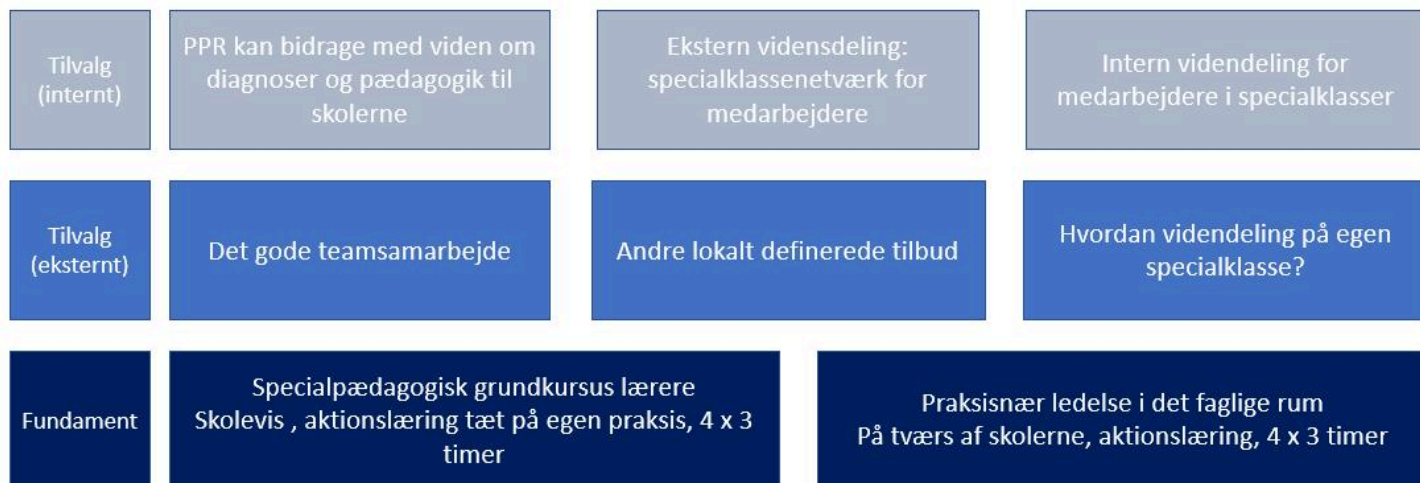 Tilvalg
(internt)
PPR kan bidrage med viden om
diagnoser og pædagogik til
skolerne
Ekstern vidensdeling:
specialklassenetværk for
medarbejdere
Intern videndeling for
medarbejdere i specialklasser
Tilvalg
(eksternt)
Det gode teamsamarbejde
Andre lokalt definerede tilbud
Hvordan videndeling på egen
specialklasse?
Fundament
Specialpædagogisk grundkursus lærere
Skolevis , aktionslæring tæt på egen praksis, 4 x 3
timer
Praksisnær ledelse i det faglige rum
På tværs af skolerne, aktionslæring, 4 x 3 timer